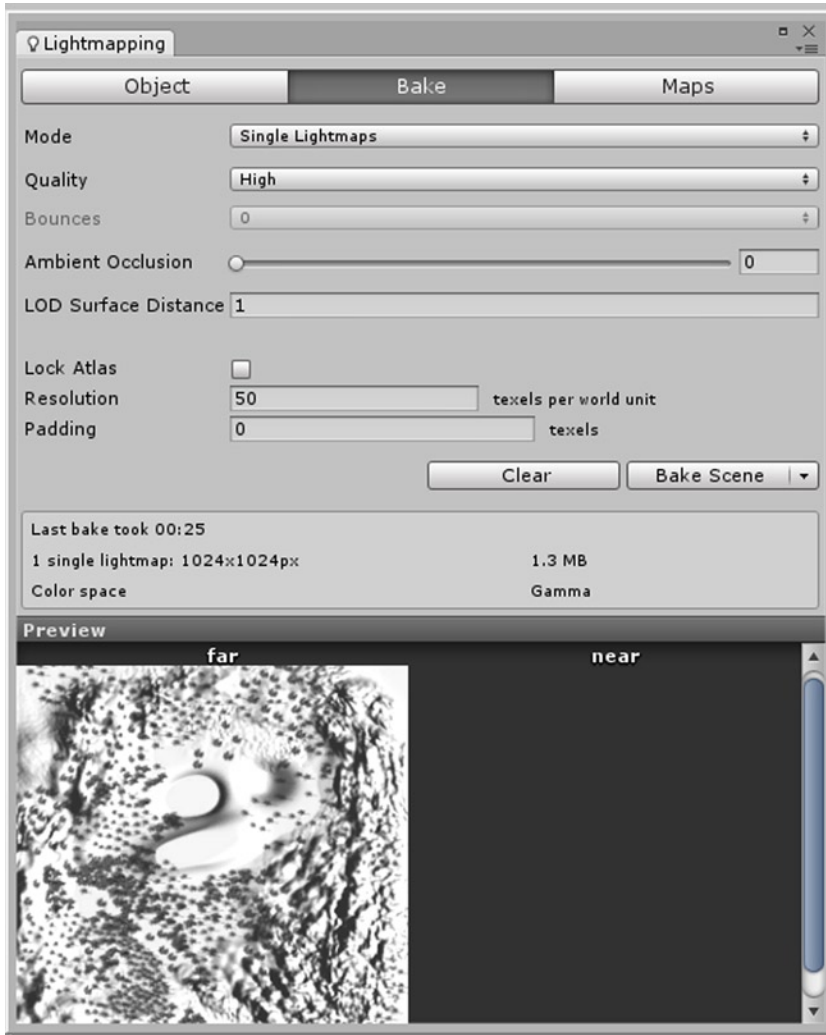 Lightmapping
Object Bake Maps
Mode Single Lightmaps
Quality High
Bounces 0
Ambient Occlusion 0
LOD Surface Distance 1
Lock Atlas
Resolution 50 texels per world unit
Padding 0 texels
Clear Bake Scene
Last bake took 00:25
1 single lightmap: 1024x1024px 1.3 MB
Color space Gamma
Preview
far near